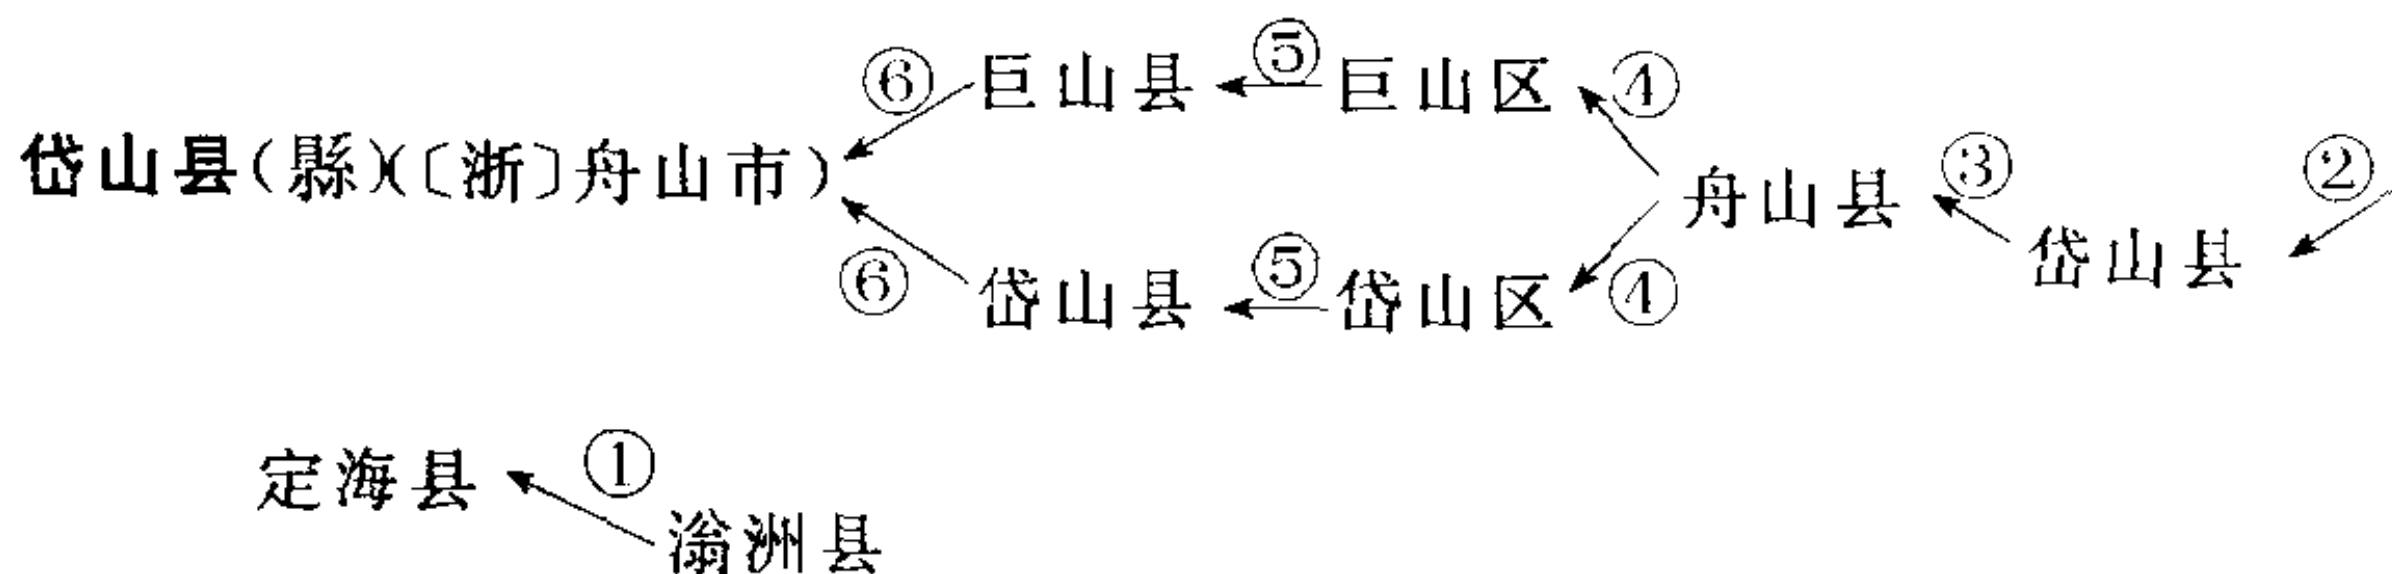 ⑥ 巨山县 ⑤ 巨山区 ④
岱山县(縣)(〔浙〕舟山市) 舟山县 ③ 岱山县 ②
⑥ 岱山县 ⑤ 岱山区 ④
定海县 ① 滃洲县